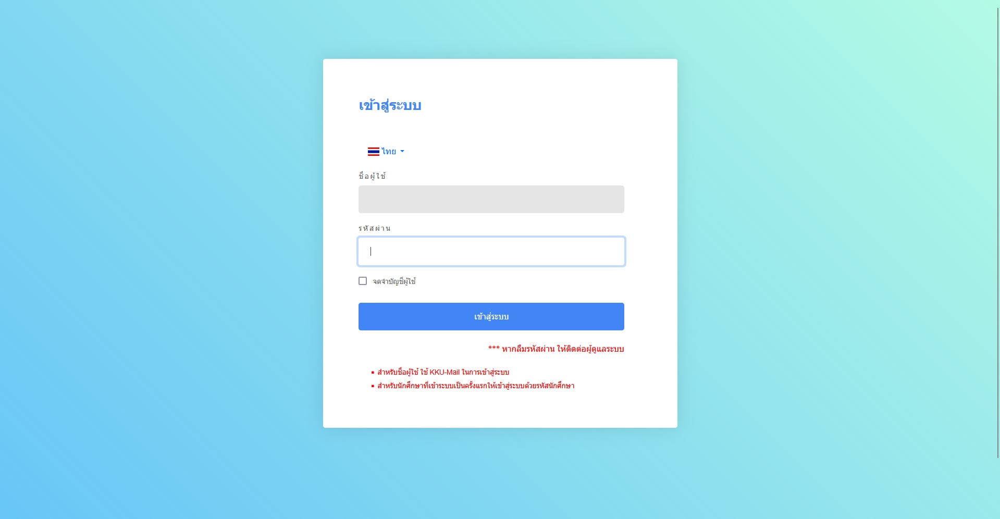 เข้าสู่ระบบ
ไทย
ชื่อผู้ใช้
รหัสผ่าน
จดจำบัญชีผู้ใช้
เข้าสู่ระบบ
*** หากลืมรหัสผ่าน ให้ติดต่อผู้ดูแลระบบ
▪ สำหรับชื่อผู้ใช้ ใช้ KKU-Mail ในการเข้าสู่ระบบ
▪ สำหรับนักศึกษาที่เข้าระบบเป็นครั้งแรกให้เข้าสู่ระบบด้วยรหัสนักศึกษา